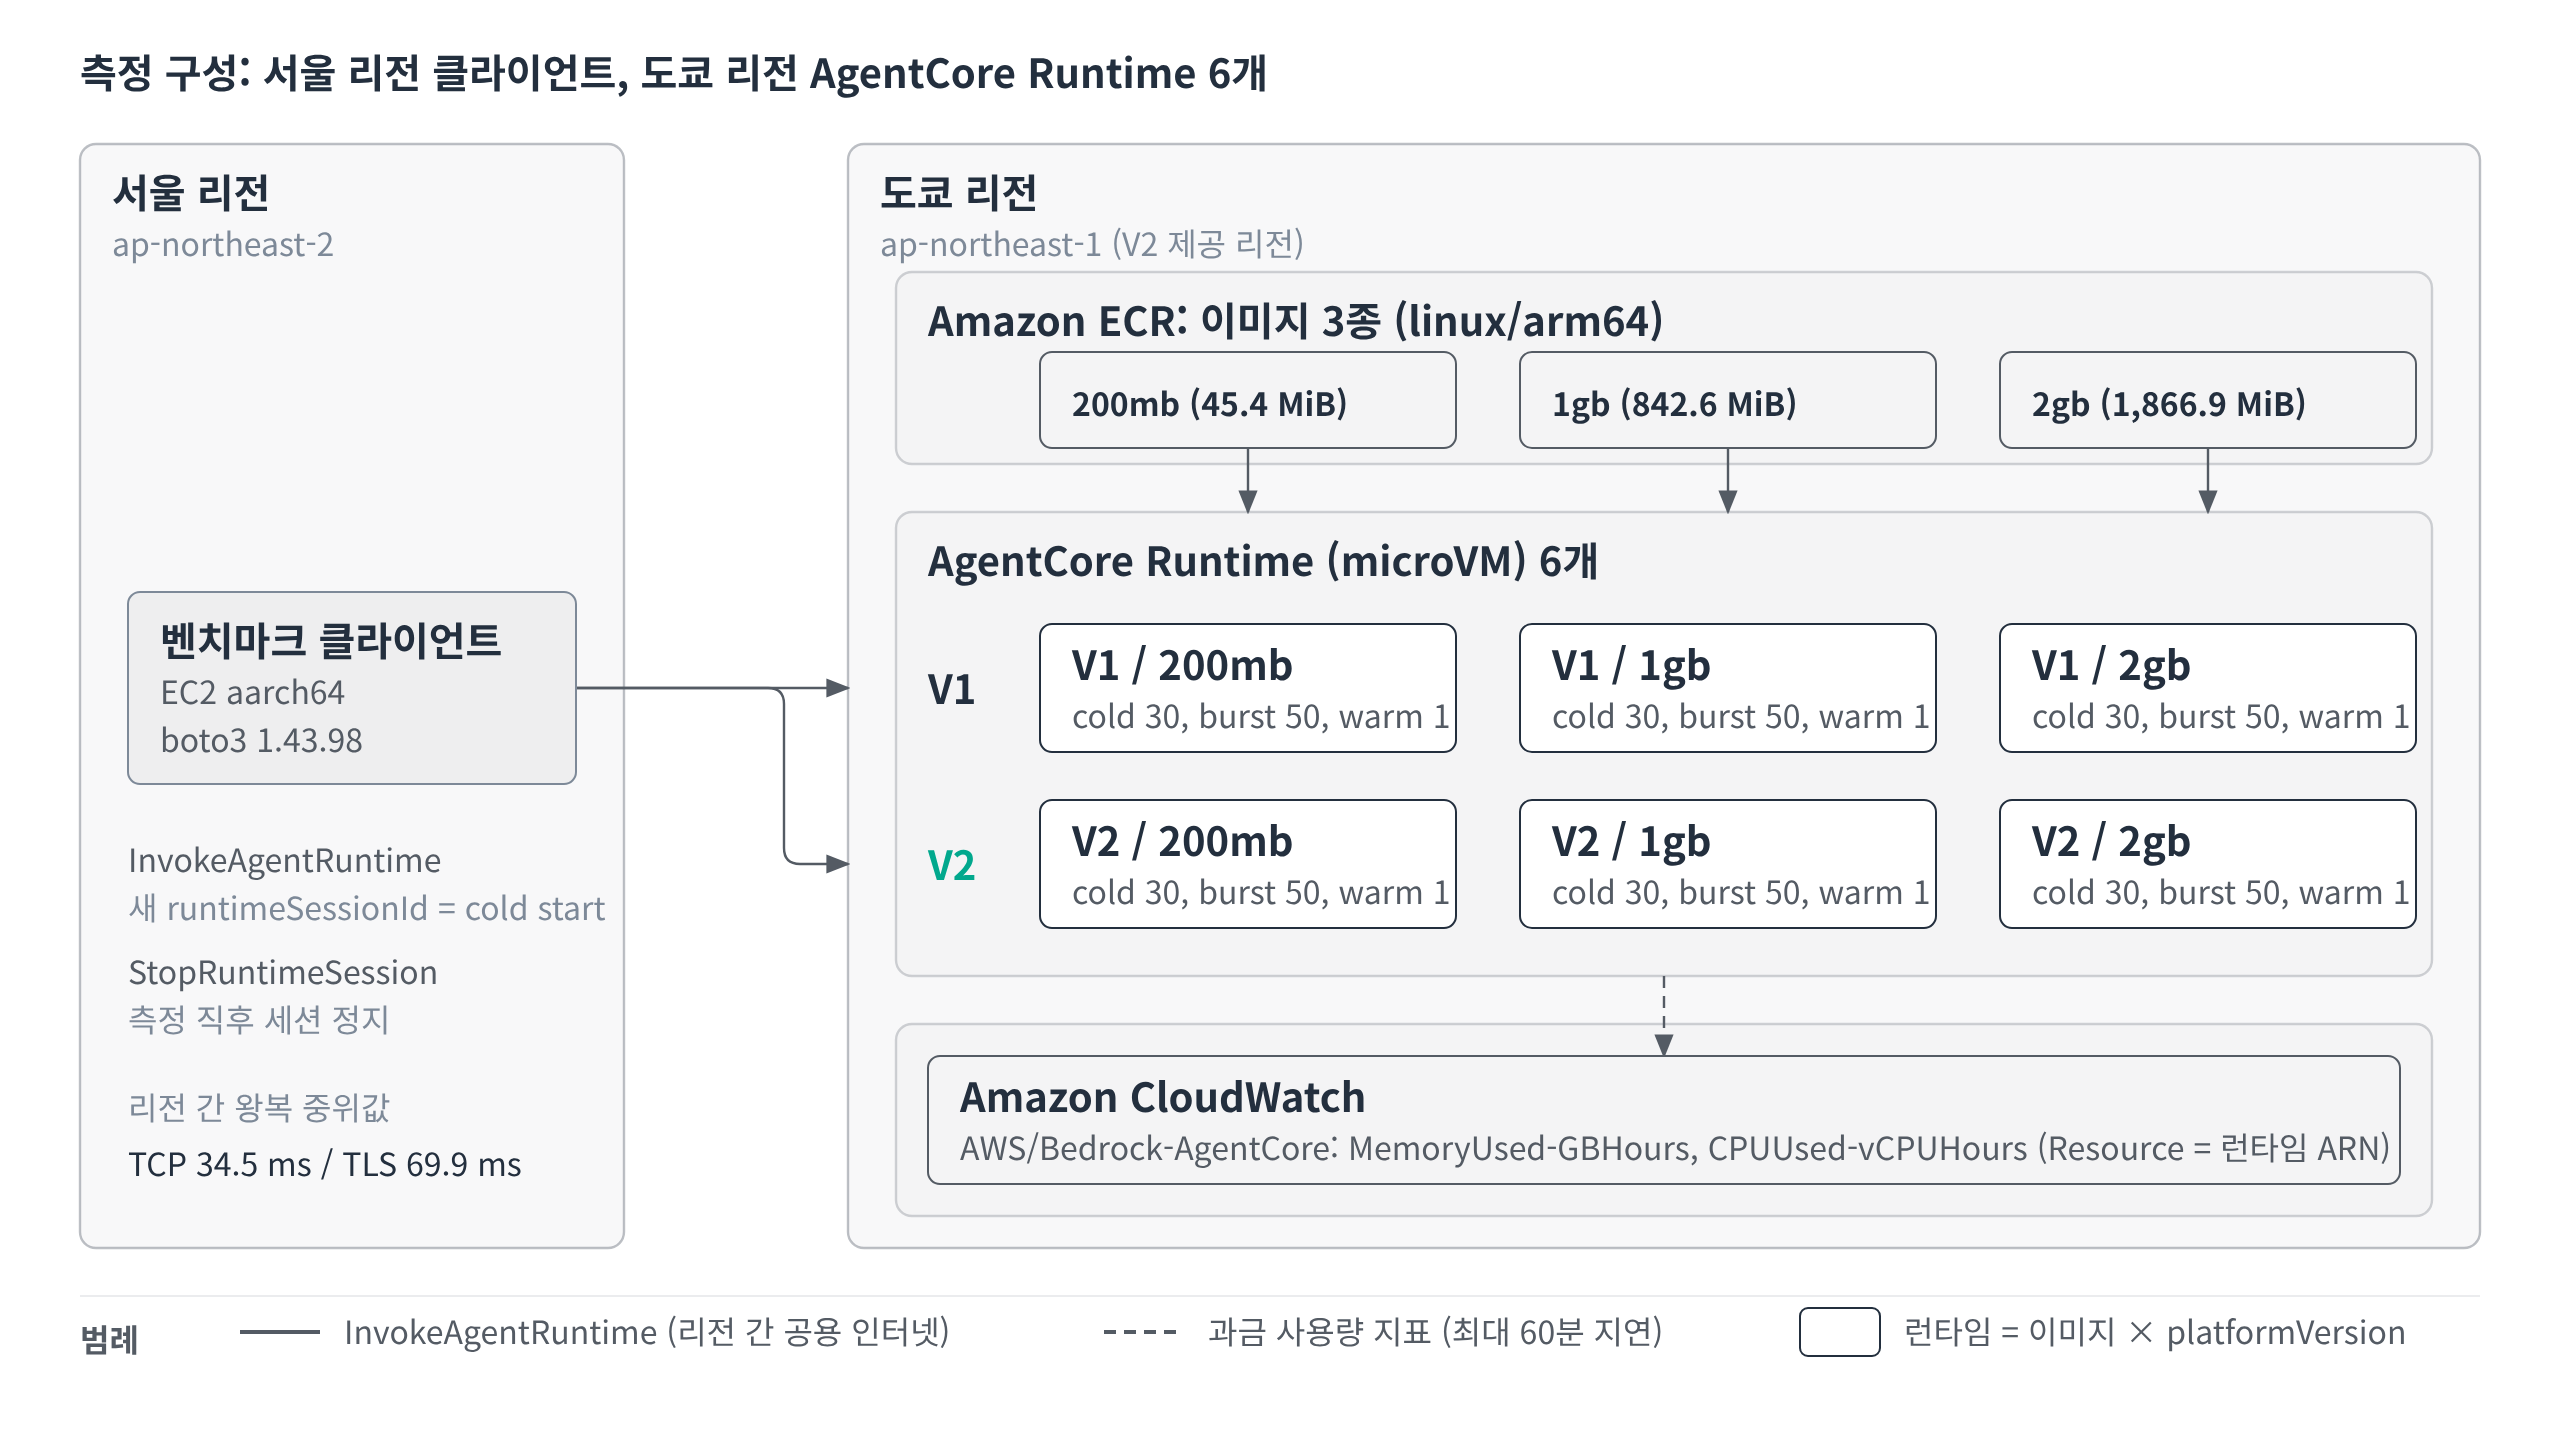 측정 구성: 서울 리전 클라이언트, 도쿄 리전 AgentCore Runtime 6개
서울 리전
ap-northeast-2
벤치마크 클라이언트
EC2 aarch64
boto3 1.43.98
InvokeAgentRuntime
새 runtimeSessionId = cold start
StopRuntimeSession
측정 직후 세션 정지
리전 간 왕복 중위값
TCP 34.5 ms / TLS 69.9 ms
도쿄 리전
ap-northeast-1 (V2 제공 리전)
Amazon ECR: 이미지 3종 (linux/arm64)
200mb (45.4 MiB)
1gb (842.6 MiB)
2gb (1,866.9 MiB)
AgentCore Runtime (microVM) 6개
V1
V1 / 200mb
cold 30, burst 50, warm 1
V1 / 1gb
cold 30, burst 50, warm 1
V1 / 2gb
cold 30, burst 50, warm 1
V2
V2 / 200mb
cold 30, burst 50, warm 1
V2 / 1gb
cold 30, burst 50, warm 1
V2 / 2gb
cold 30, burst 50, warm 1
Amazon CloudWatch
AWS/Bedrock-AgentCore: MemoryUsed-GBHours, CPUUsed-vCPUHours (Resource = 런타임 ARN)
범례
InvokeAgentRuntime (리전 간 공용 인터넷)
과금 사용량 지표 (최대 60분 지연)
런타임 = 이미지 × platformVersion